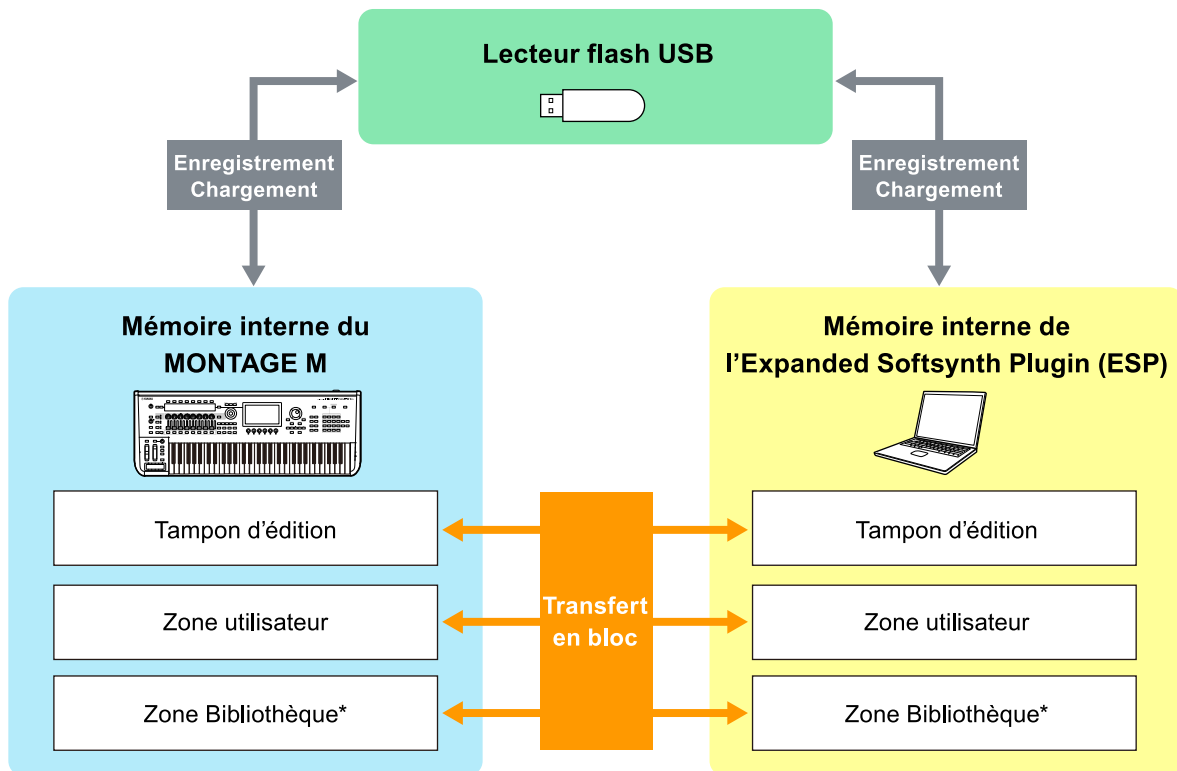 Lecteur flash USB
Enregistrement
Chargement
Enregistrement
Chargement
Mémoire interne du
MONTAGE M
Mémoire interne de
l’Expanded Softsynth Plugin (ESP)
Tampon d’édition
Zone utilisateur
Zone Bibliothèque*
Transfert
en bloc
Tampon d’édition
Zone utilisateur
Zone Bibliothèque*